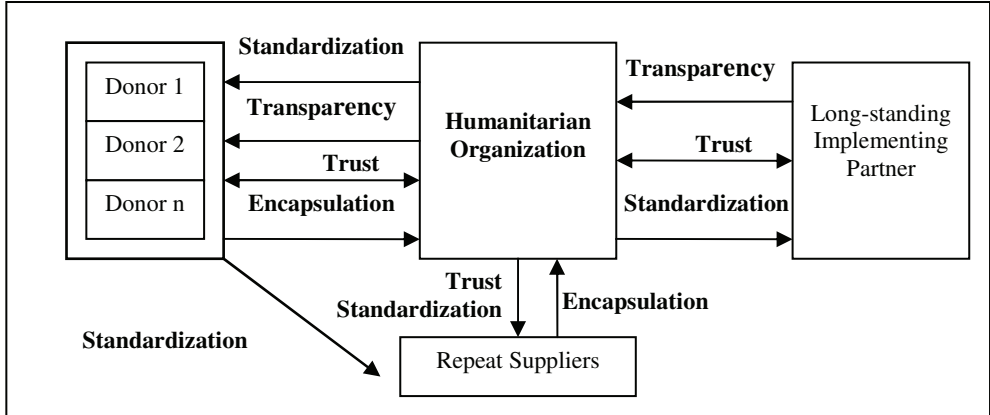 Standardization
Donor 1
Transparency
Donor 2
Trust
Donor n
Encapsulation
Humanitarian
Organization
Transparency
Trust
Standardization
Long-standing
Implementing
Partner
Trust
Standardization
Encapsulation
Standardization
Repeat Suppliers